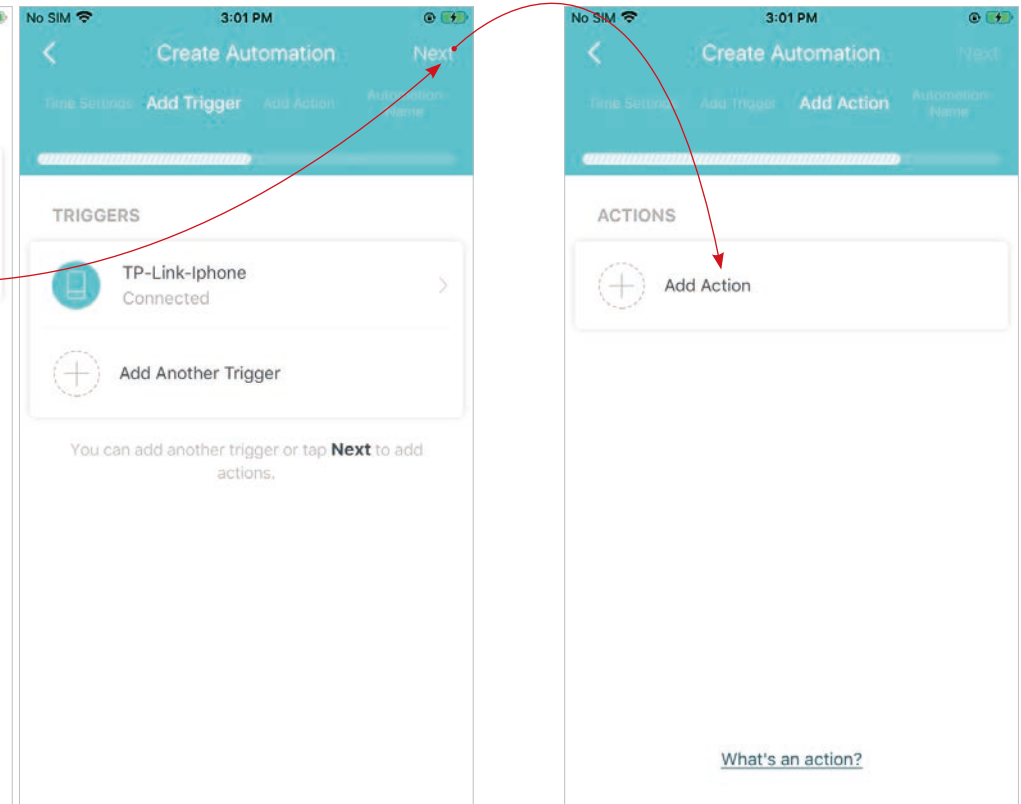 No SIM 3:01 PM
Create Automation Next
Time Settings Add Trigger Add Action Automation
Name
TRIGGERS
TP-Link-Iphone
Connected
Add Another Trigger
You can add another trigger or tap Next to add
actions.
No SIM 3:01 PM
Create Automation Next
Time Settings Add Trigger Add Action Automation
Name
ACTIONS
Add Action
What's an action?